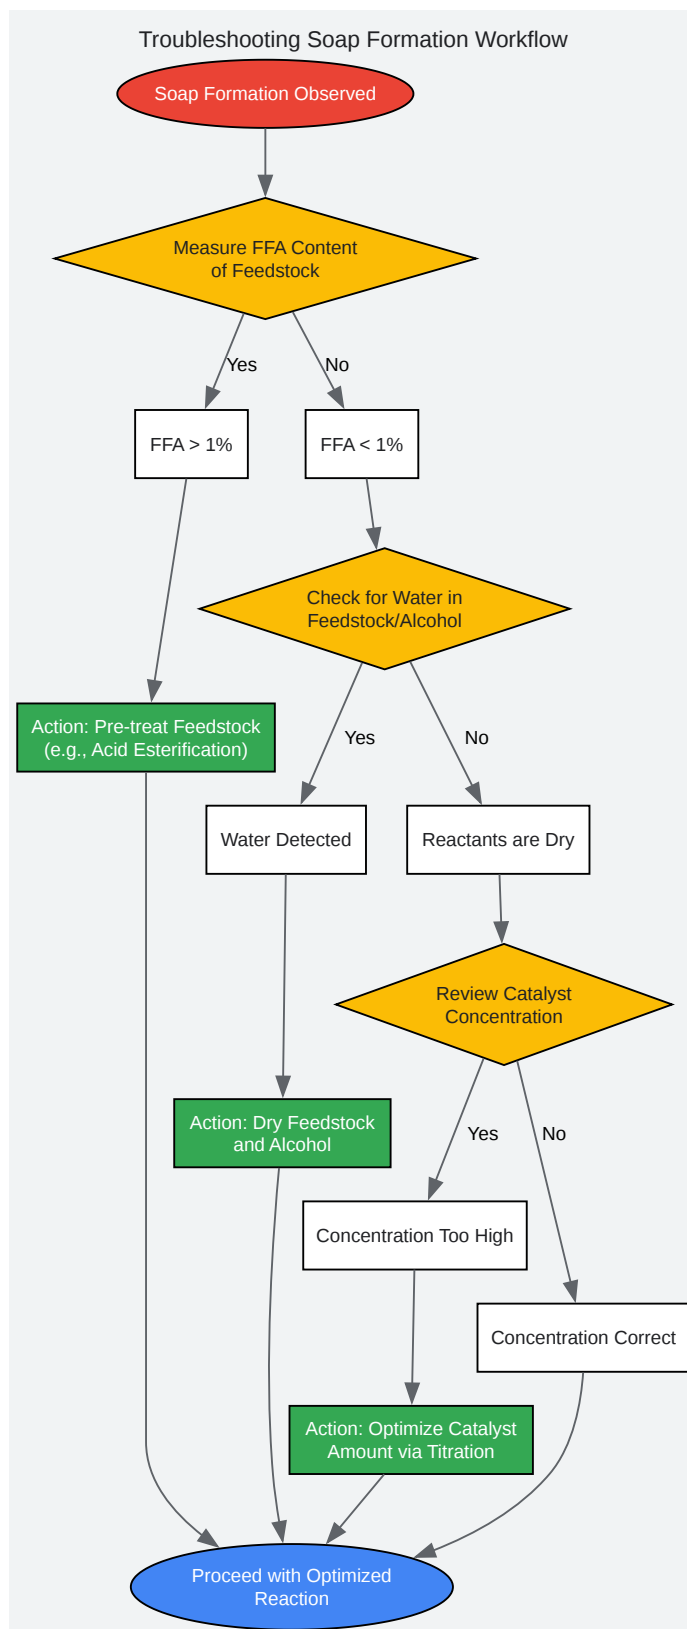 Troubleshooting Soap Formation Workflow
Soap Formation Observed
Measure FFA Content
of Feedstock
Yes
No
FFA > 1%
FFA < 1%
Check for Water in
Feedstock/Alcohol
Action: Pre-treat Feedstock
(e.g., Acid Esterification)
Yes
No
Water Detected
Reactants are Dry
Review Catalyst
Concentration
Action: Dry Feedstock
and Alcohol
Yes
No
Concentration Too High
Concentration Correct
Action: Optimize Catalyst
Amount via Titration
Proceed with Optimized
Reaction